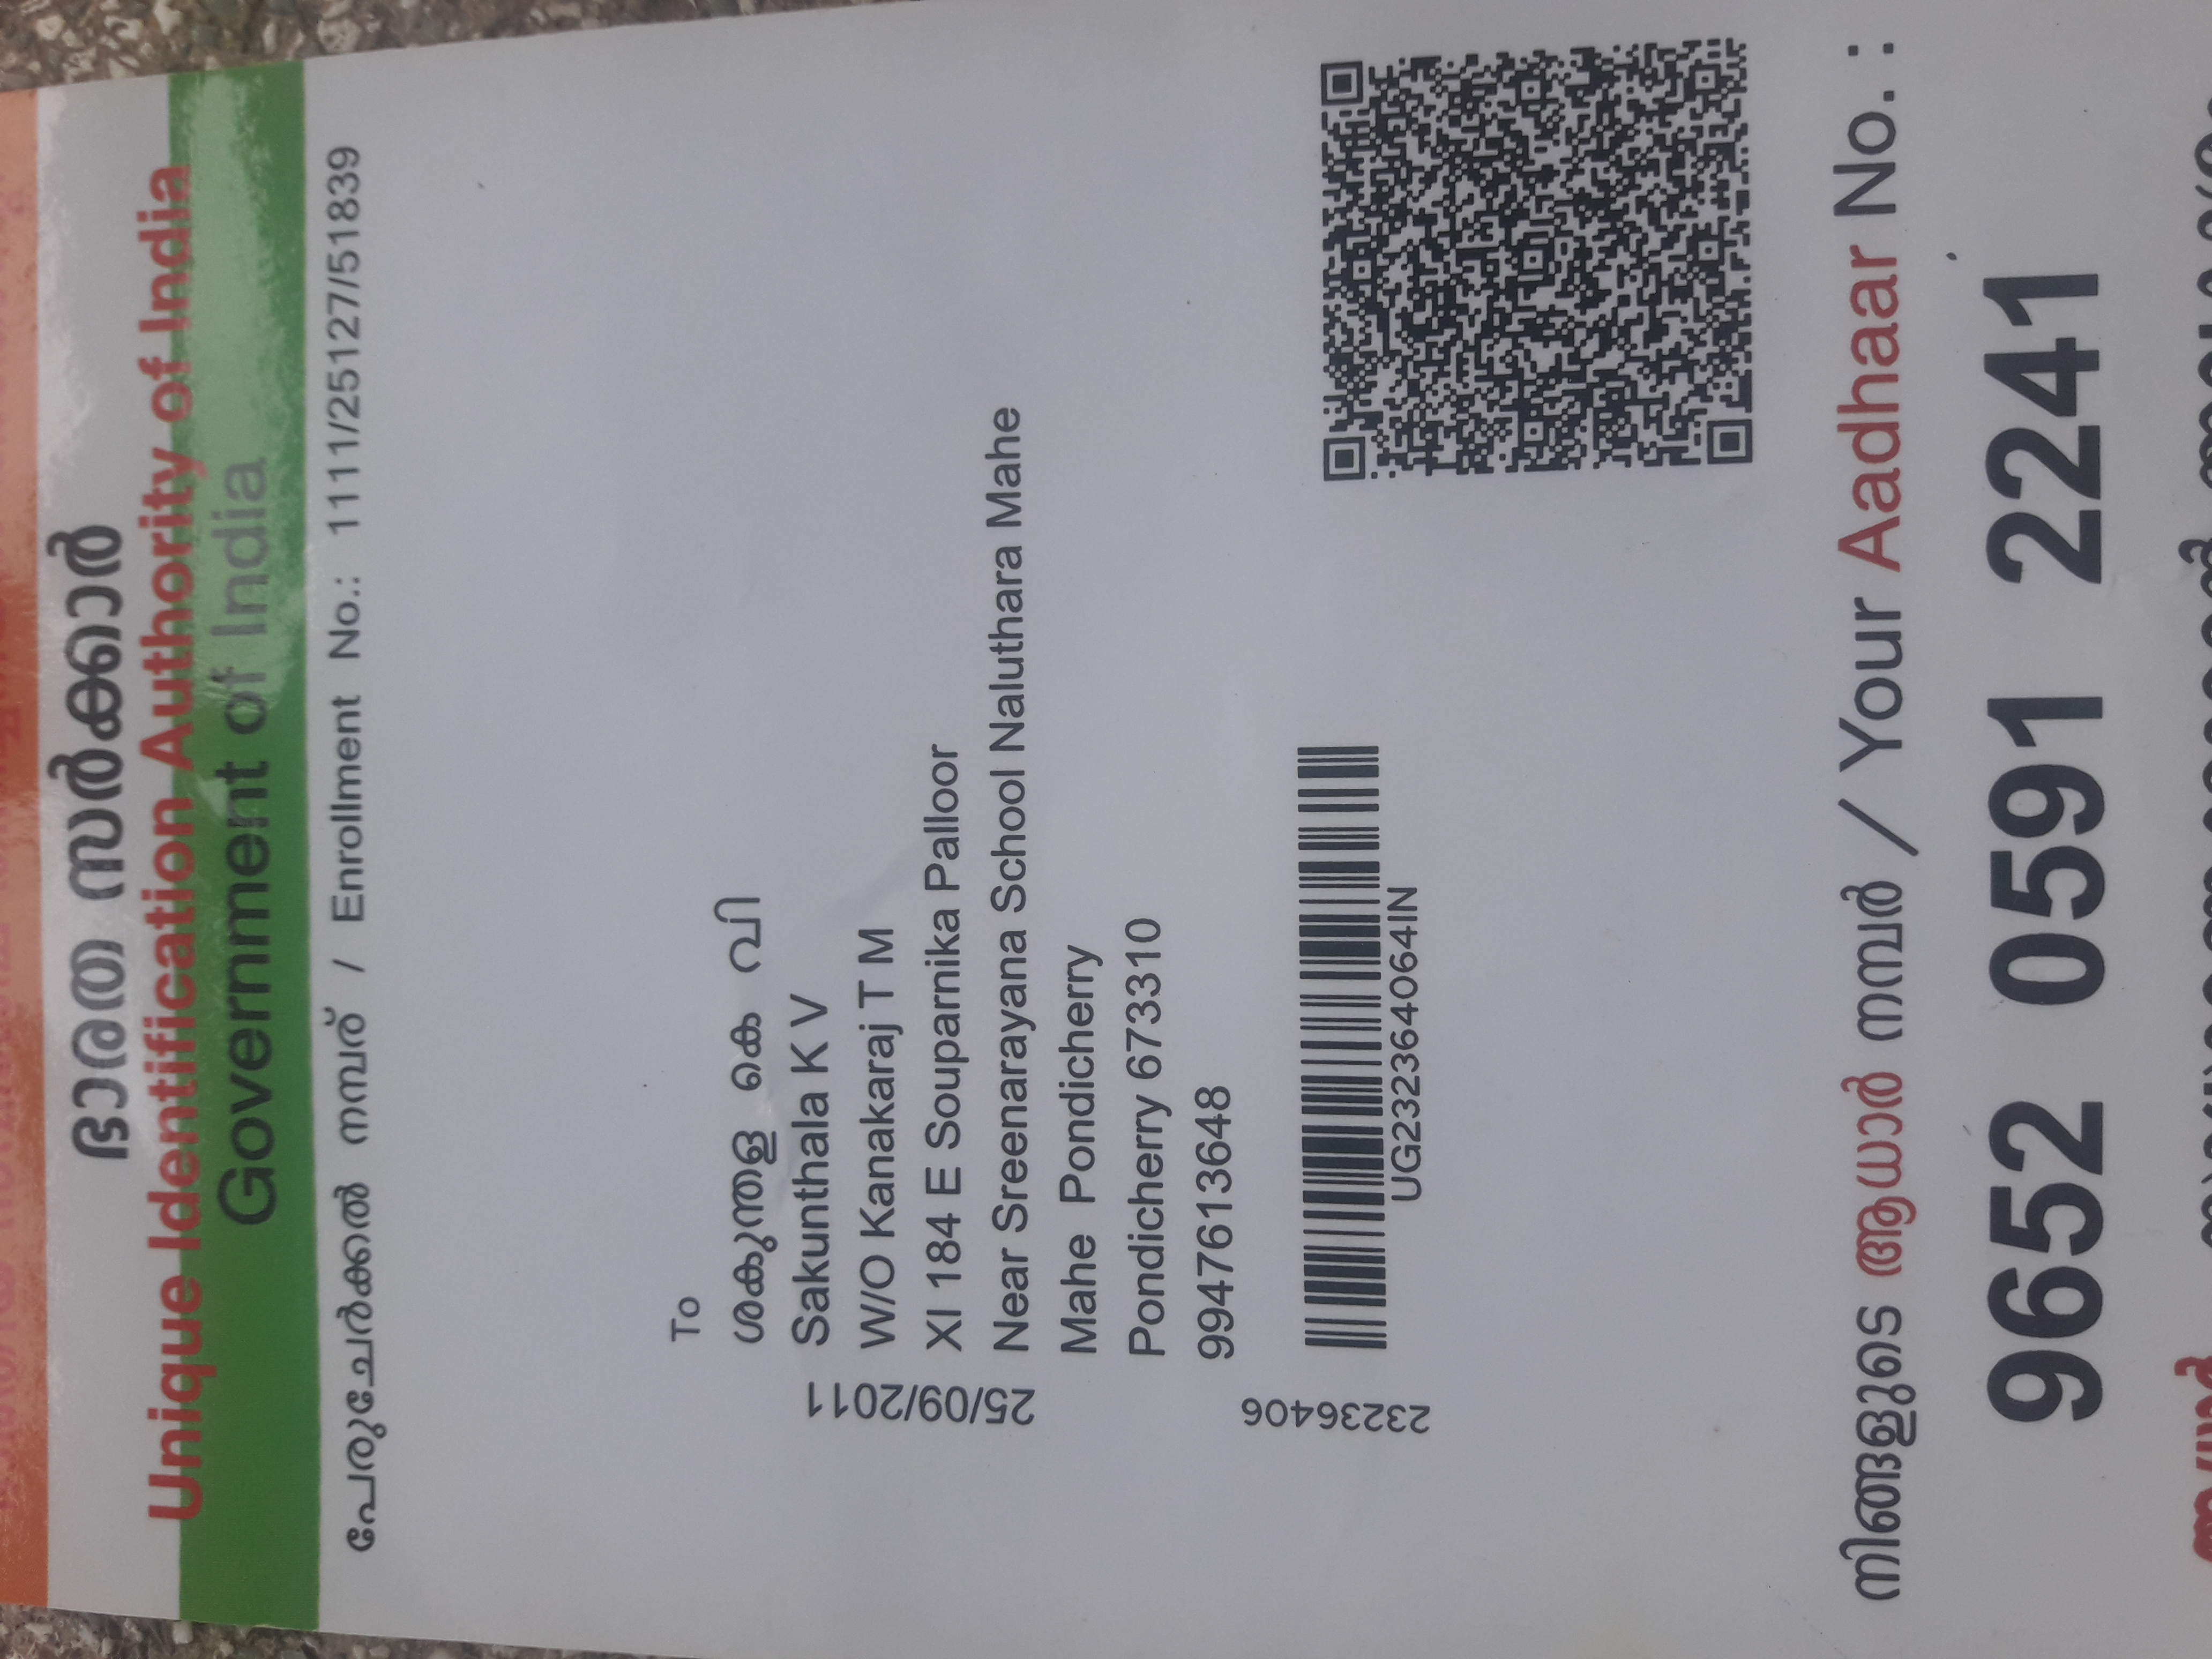 ഭാരത സർക്കാർ
Unique Identification Authority of India
Government of India
പേരുചേർക്കൽ നമ്പര് / Enrollment No.: 1111/25127/51839
To
ശകുന്തള കെ വി
Sakunthala K V
W/O Kanakaraj T M
XI 184 E Souparnika Palloor
Near Sreenarayana School Naluthara Mahe
Mahe Pondicherry
Pondicherry 673310
9947613648
25/09/2011
23236406
UG232364064IN
നിങ്ങളുടെ ആധാർ നമ്പർ / Your Aadhaar No. :
9652 0591 2241
ആധാർ